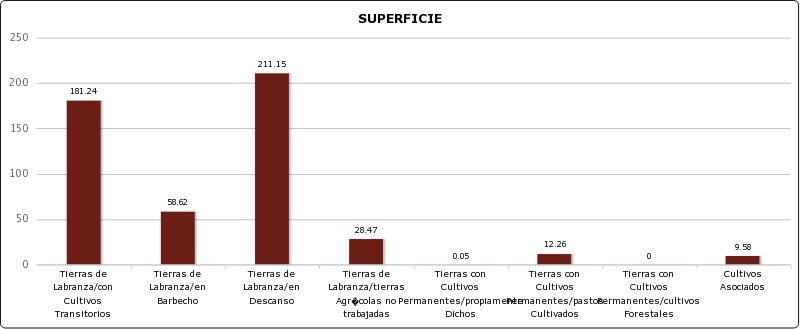 SUPERFICIE
250
200
150
100
50
0
181.24
58.62
211.15
28.47
0.05
12.26
0
9.58
Tierras de
Labranza/con
Cultivos
Transitorios
Tierras de
Labranza/en
Barbecho
Tierras de
Labranza/en
Descanso
Tierras de
Labranza/tierras
Agr�colas no
trabajadas
Tierras con
Cultivos
Permanentes/propiamente
Dichos
Tierras con
Cultivos
Permanentes/pastos
Cultivados
Tierras con
Cultivos
Permanentes/cultivos
Forestales
Cultivos
Asociados